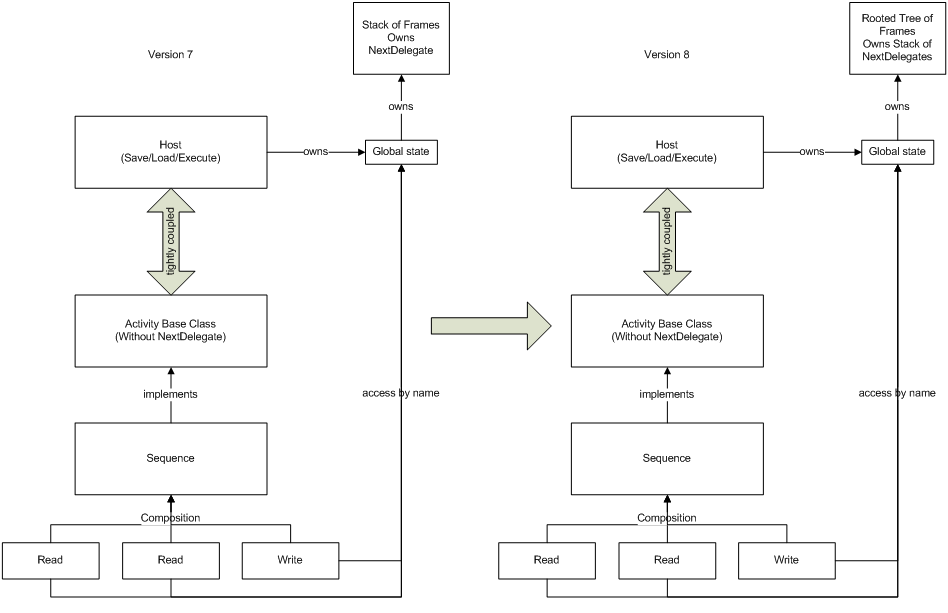 Version 7
Stack of Frames
Owns
NextDelegate
owns
Host
(Save/Load/Execute)
owns
Global state
tightly coupled
Activity Base Class
(Without NextDelegate)
implements
access by name
Sequence
Composition
Read
Read
Write
Version 8
Rooted Tree of
Frames
Owns Stack of
NextDelegates
owns
Host
(Save/Load/Execute)
owns
Global state
tightly coupled
Activity Base Class
(Without NextDelegate)
implements
access by name
Sequence
Composition
Read
Read
Write